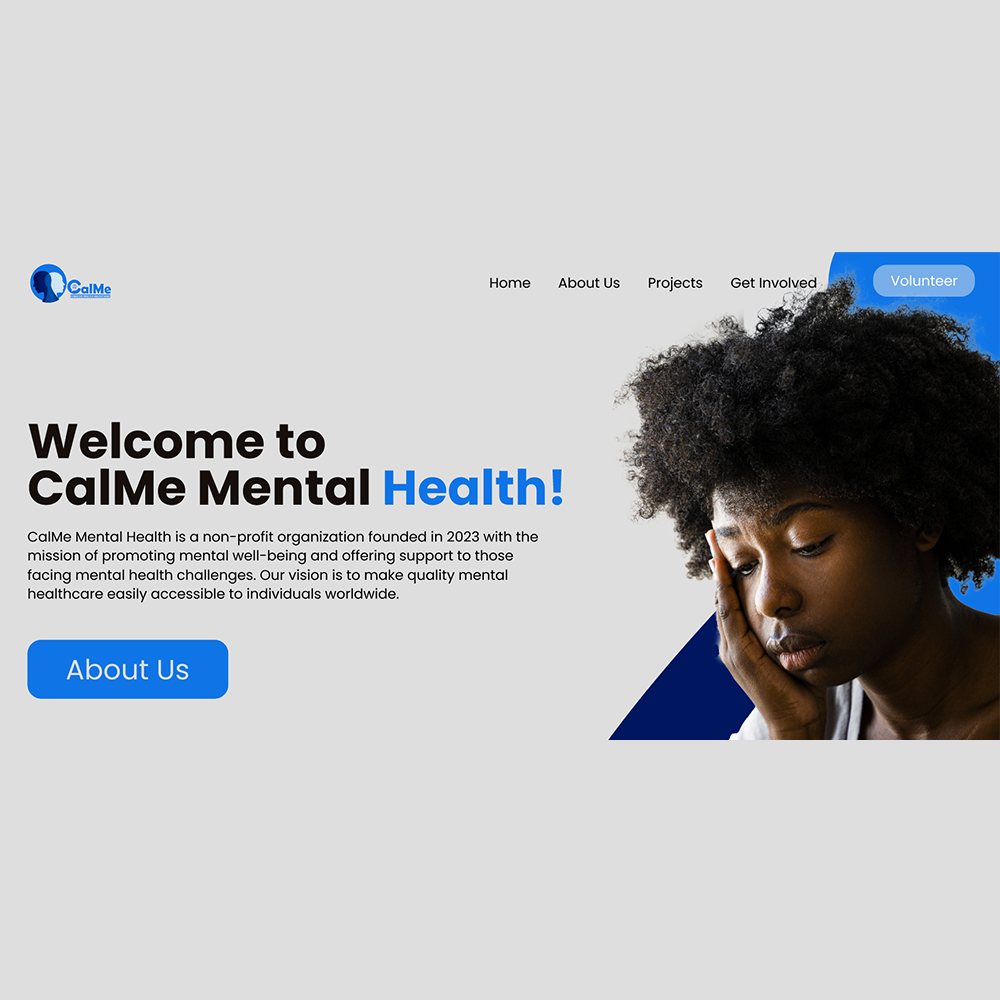 CalMe
Home About Us Projects Get Involved Volunteer
Welcome to
CalMe Mental Health!
CalMe Mental Health is a non-profit organization founded in 2023 with the
mission of promoting mental well-being and offering support to those
facing mental health challenges. Our vision is to make quality mental
healthcare easily accessible to individuals worldwide.
About Us